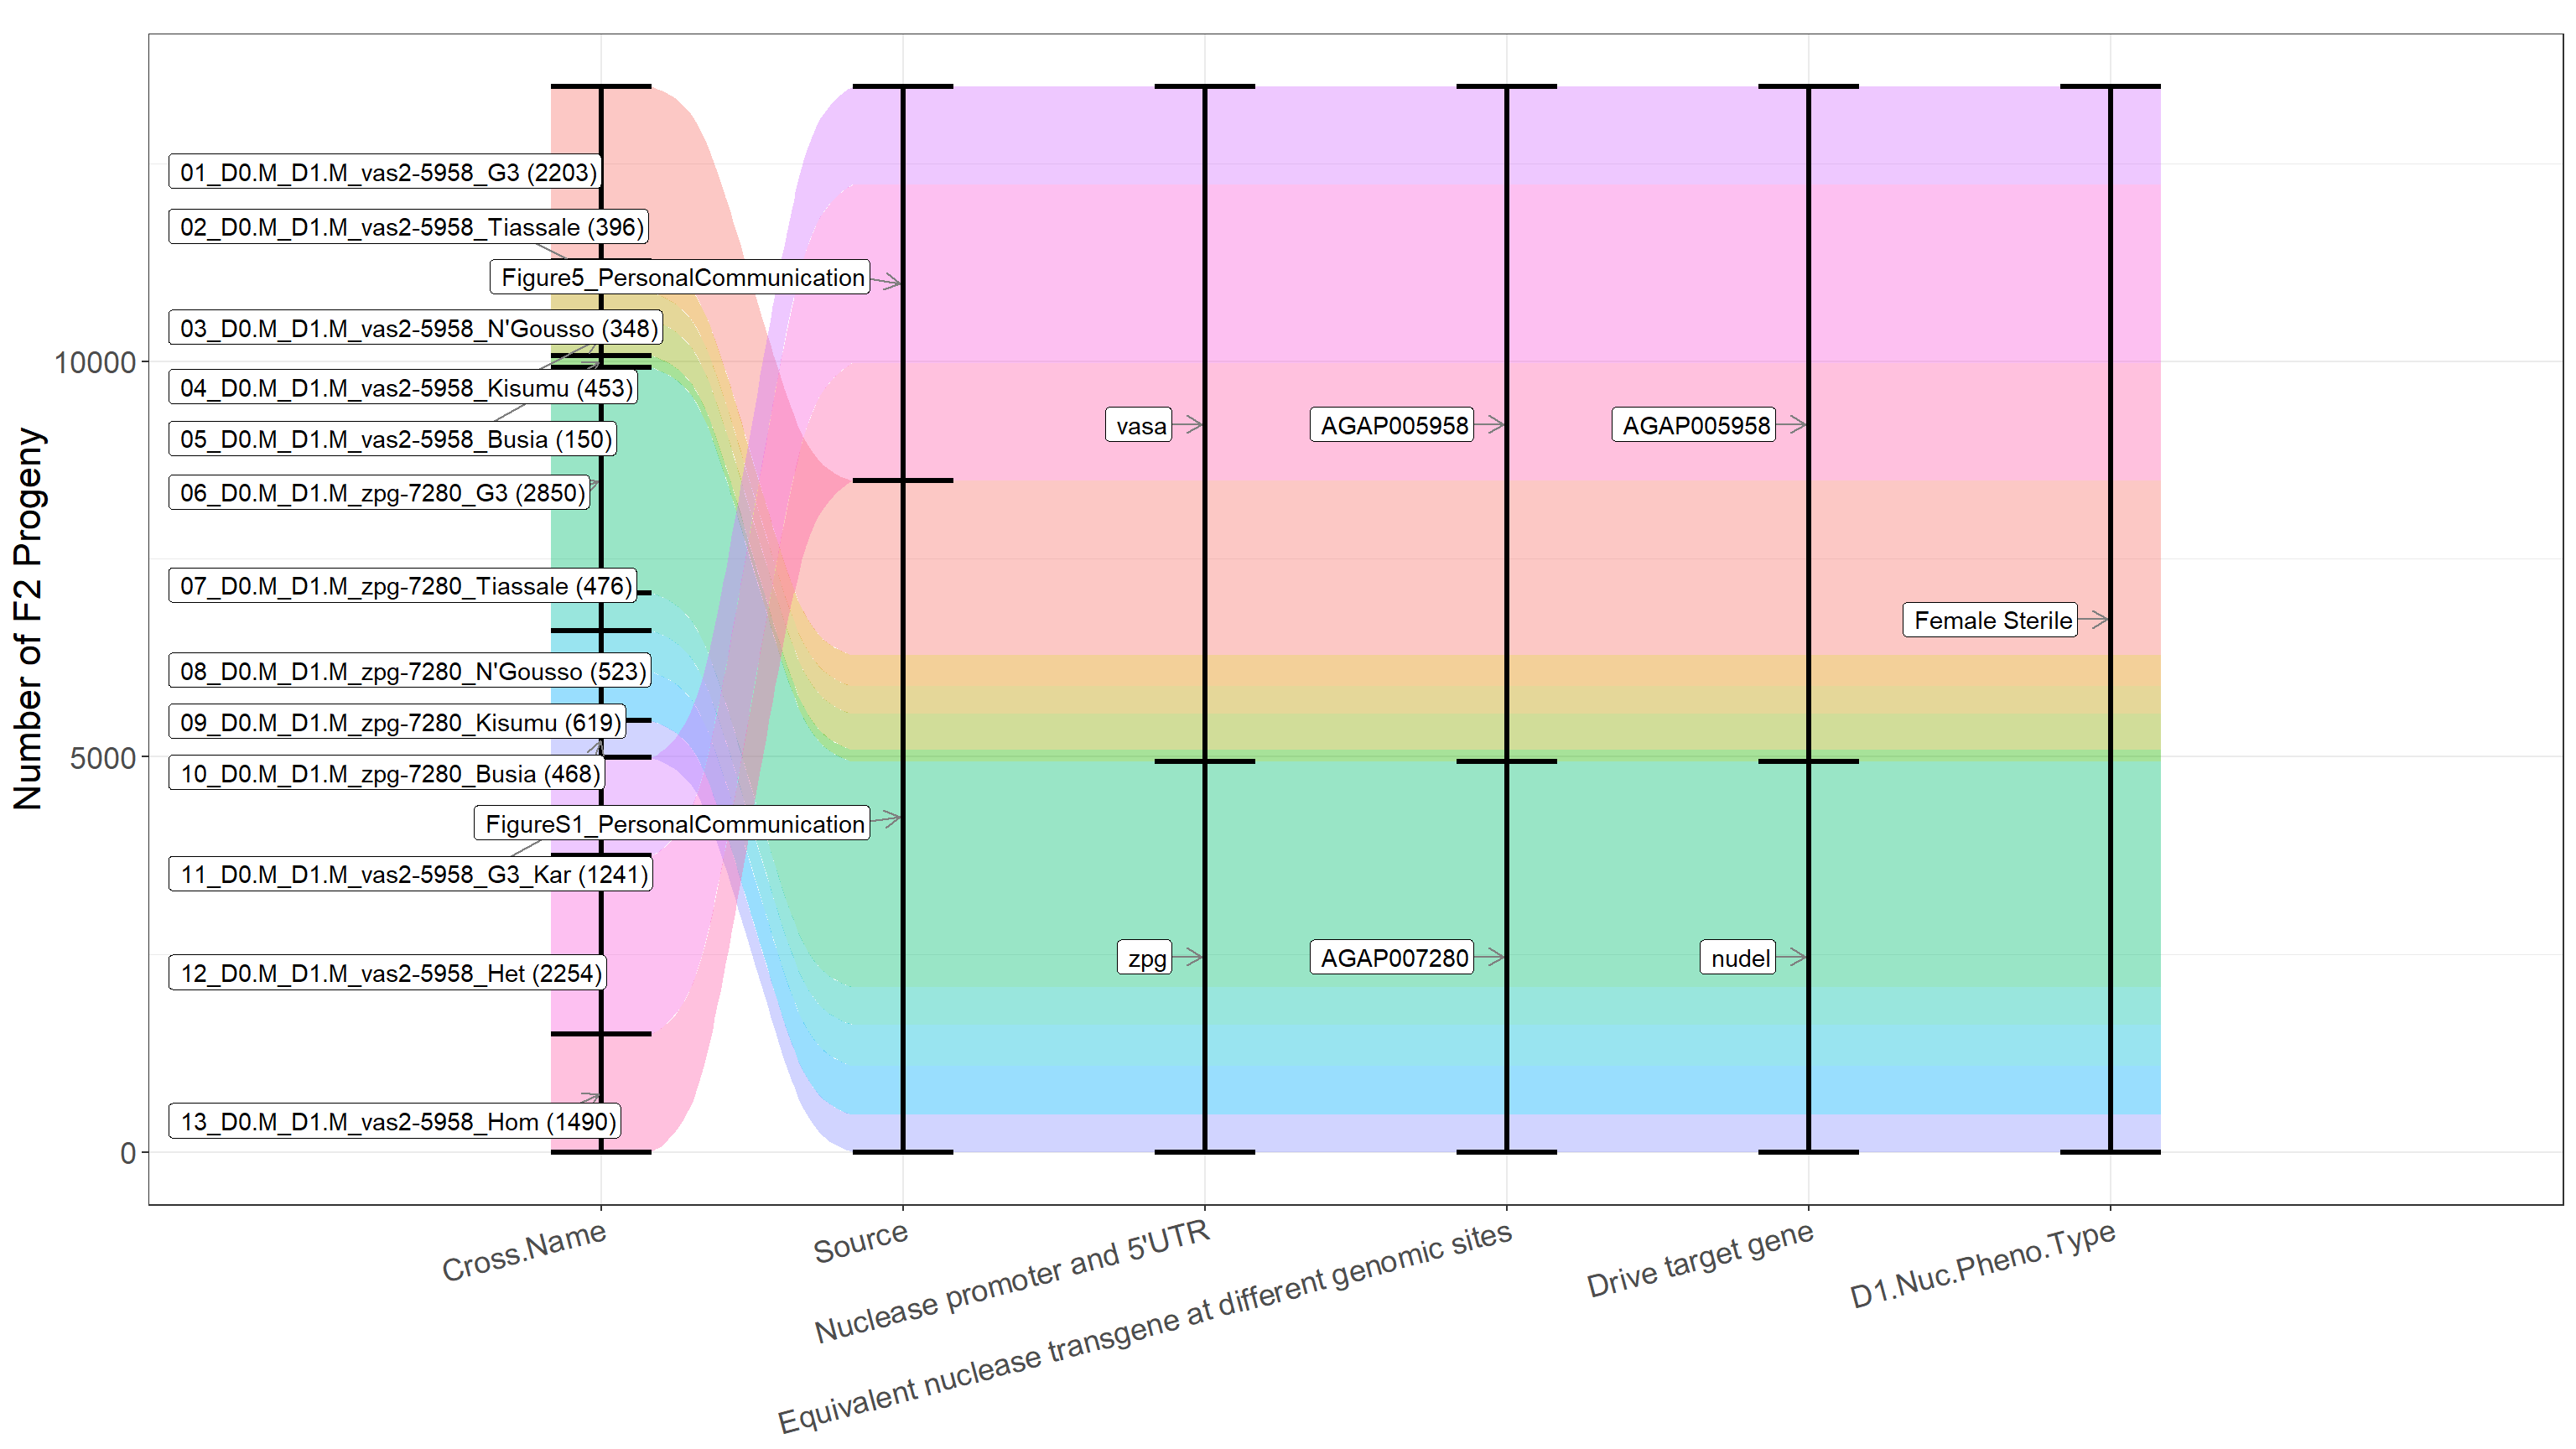 Number of F2 Progeny
10000
5000
0
01_D0.M_D1.M_vas2-5958_G3 (2203)
02_D0.M_D1.M_vas2-5958_Tiassale (396)
Figure5_PersonalCommunication
03_D0.M_D1.M_vas2-5958_N'Gousso (348)
04_D0.M_D1.M_vas2-5958_Kisumu (453)
05_D0.M_D1.M_vas2-5958_Busia (150)
06_D0.M_D1.M_zpg-7280_G3 (2850)
07_D0.M_D1.M_zpg-7280_Tiassale (476)
08_D0.M_D1.M_zpg-7280_N'Gousso (523)
09_D0.M_D1.M_zpg-7280_Kisumu (619)
10_D0.M_D1.M_zpg-7280_Busia (468)
FigureS1_PersonalCommunication
11_D0.M_D1.M_vas2-5958_G3_Kar (1241)
12_D0.M_D1.M_vas2-5958_Het (2254)
13_D0.M_D1.M_vas2-5958_Hom (1490)
vasa
AGAP005958
AGAP005958
Female Sterile
zpg
AGAP007280
nudel
Cross.Name
Source
Nuclease promoter and 5'UTR
Equivalent nuclease transgene at different genomic sites
Drive target gene
D1.Nuc.Pheno.Type